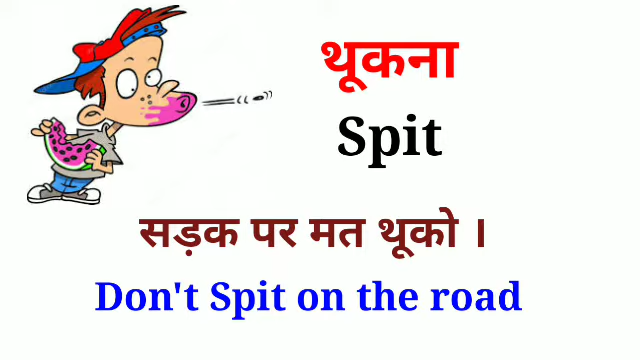 थूकना
Spit
सड़क पर मत थूको ।
Don't Spit on the road